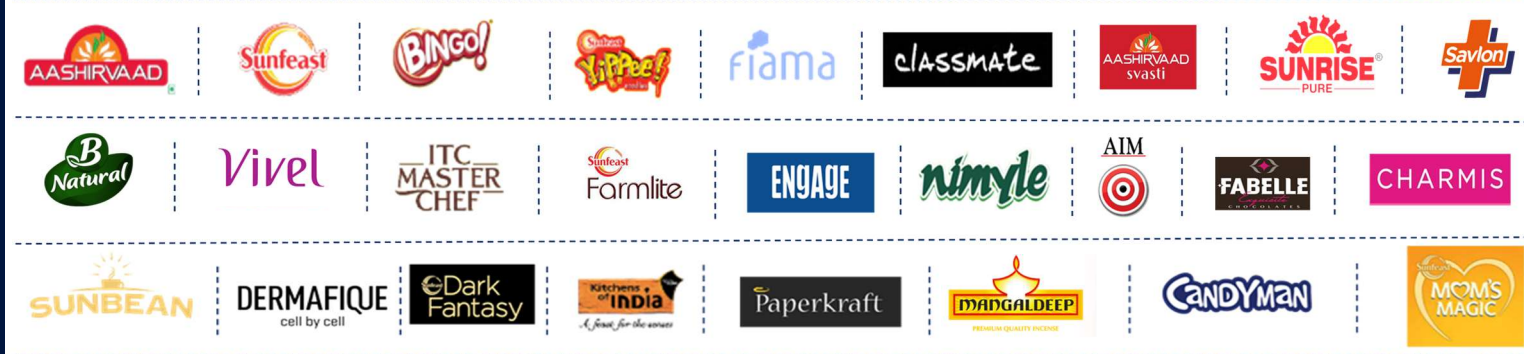 AASHIRVAAD
Sunfeast
BINGO!
Sunfeast
YiPPee!
fiama
classmate
AASHIRVAAD
svasti
SUNRISE®
PURE
Savlon
B
Natural
Vivel
ITC
MASTER
CHEF
Sunfeast
Farmlite
ENGAGE
nimyle
AIM
FABELLE
Exquisite
CHOCOLATES
CHARMIS
SUNBEAN
DERMAFIQUE
cell by cell
Dark
Fantasy
Kitchens
of INDIA
A feast for the senses
Paperkraft
MANGALDEEP
PREMIUM QUALITY INCENSE
CANDYMAN
Sunfeast
MOM'S
MAGIC